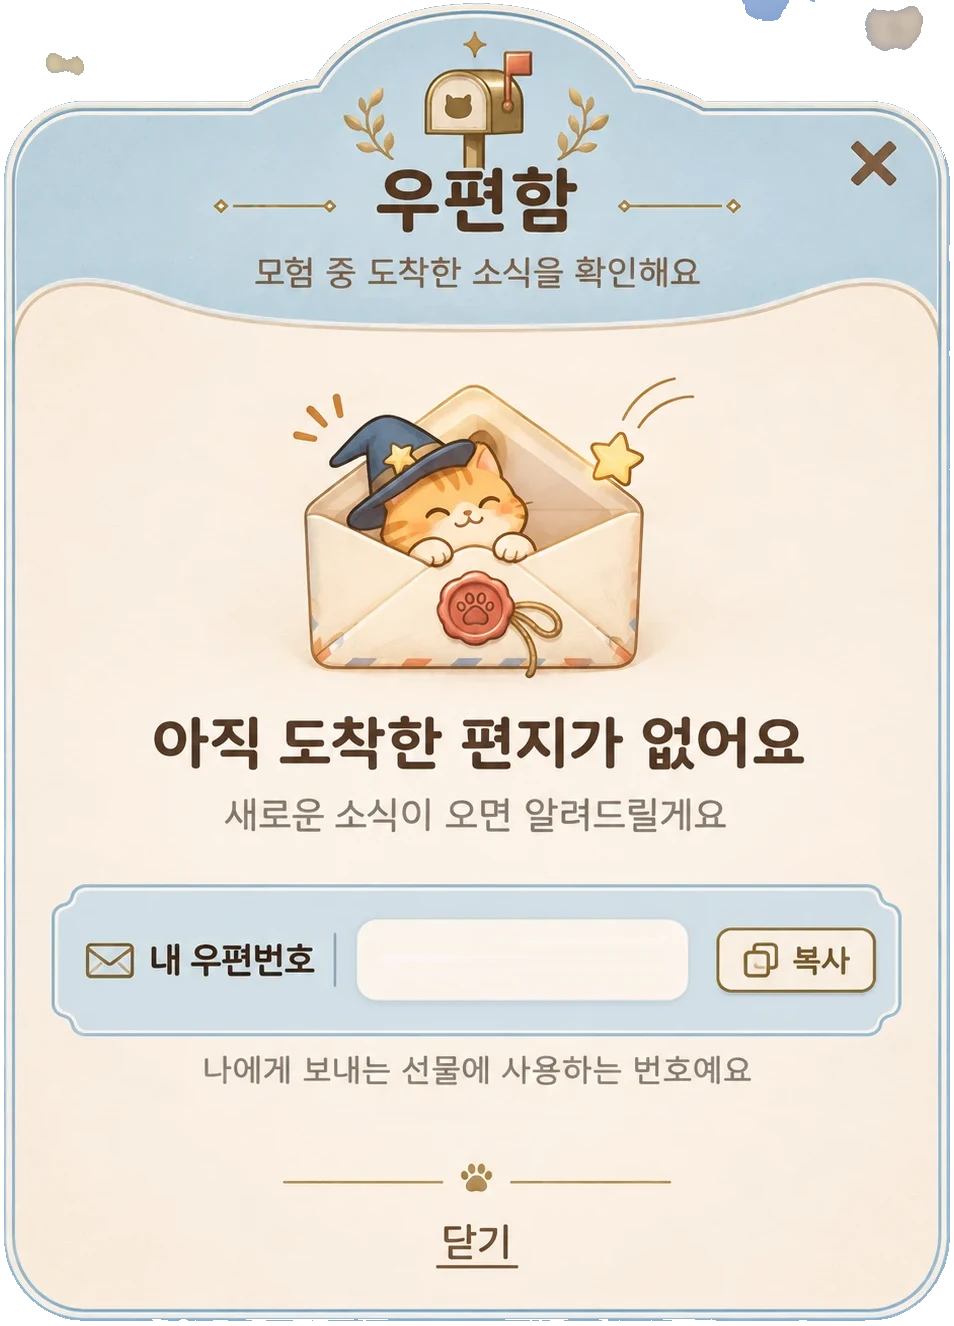 우편함
모험 중 도착한 소식을 확인해요
아직 도착한 편지가 없어요
새로운 소식이 오면 알려드릴게요
내 우편번호
복사
나에게 보내는 선물에 사용하는 번호예요
닫기